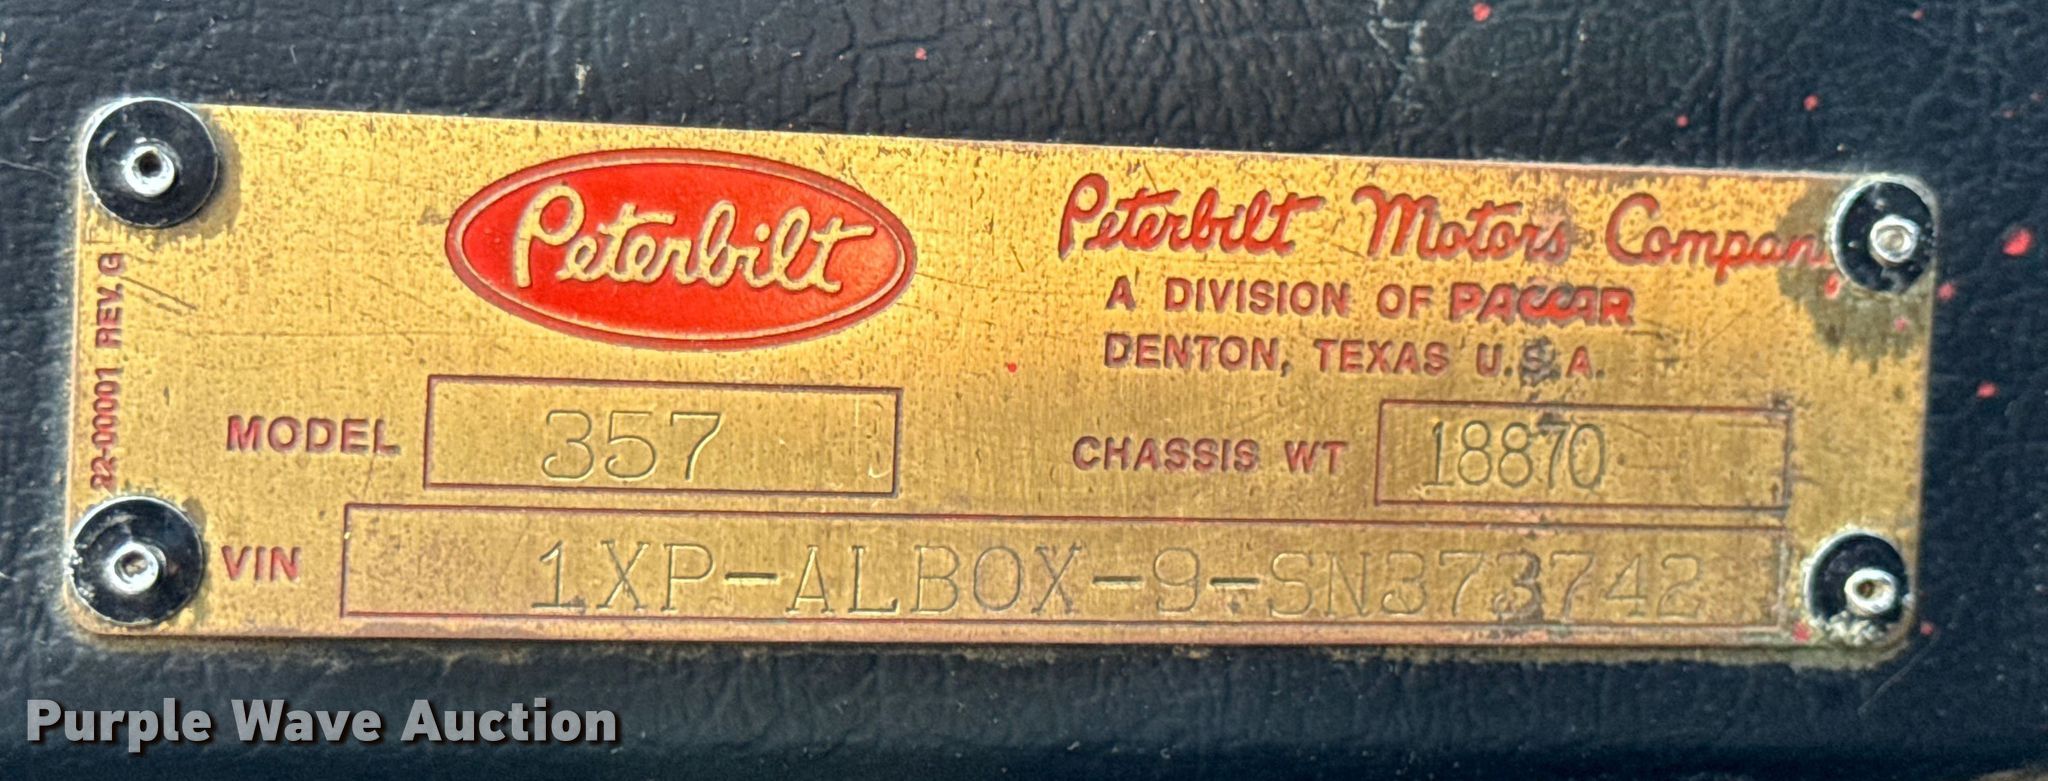 Peterbilt
Peterbilt Motors Compan
A DIVISION OF PACCAR
DENTON, TEXAS U.S.A.
22-00001 REV. G
MODEL 357
CHASSIS WT 18870
VIN 1XP-ALBOX-9-SN373742
Purple Wave Auction